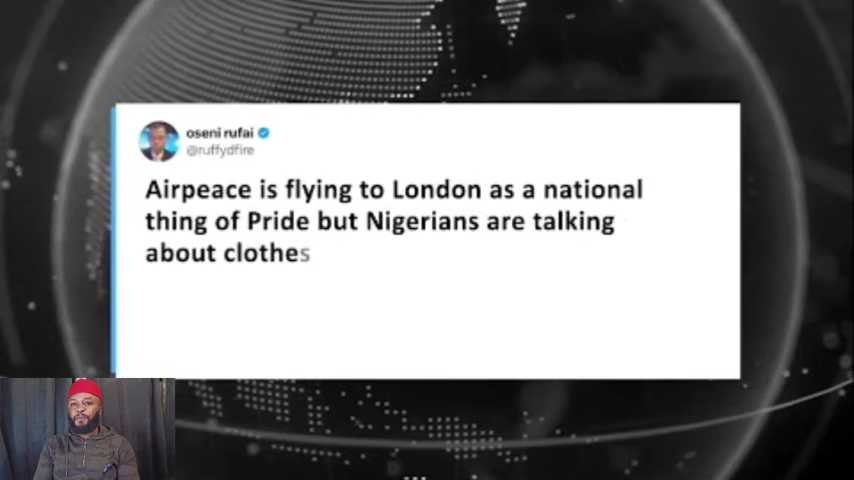 oseni rufai
@ruffydfire
Airpeace is flying to London as a national
thing of Pride but Nigerians are talking
about clothes